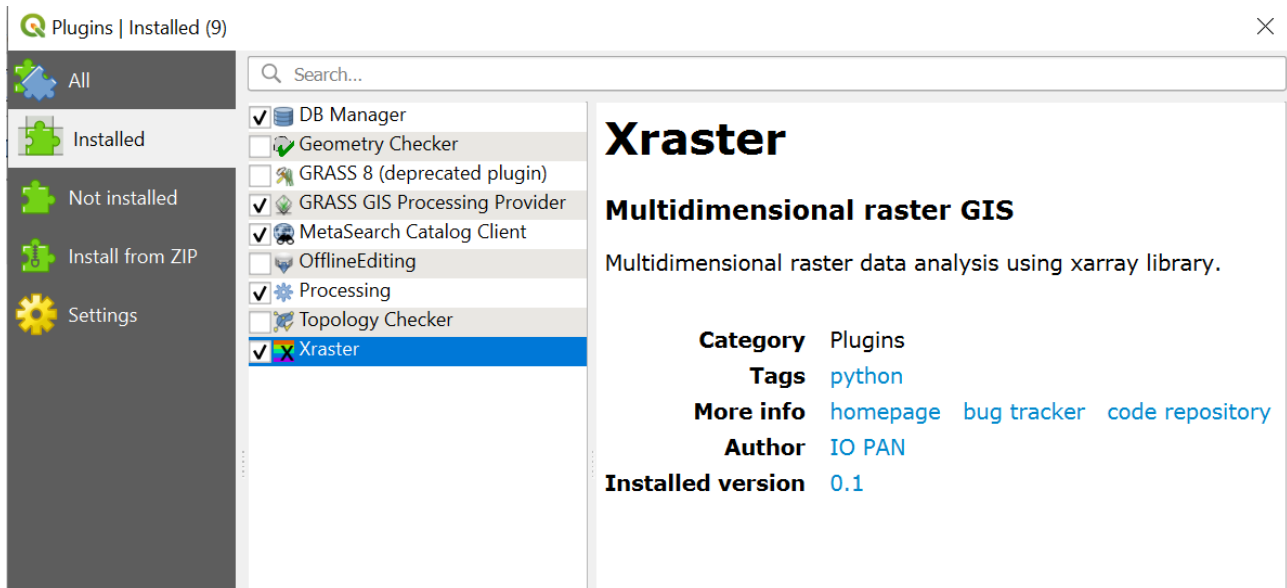 Plugins | Installed (9)
All
Installed
Not installed
Install from ZIP
Settings
Search...
DB Manager
Geometry Checker
GRASS 8 (deprecated plugin)
GRASS GIS Processing Provider
MetaSearch Catalog Client
OfflineEditing
Processing
Topology Checker
Xraster
Xraster
Multidimensional raster GIS
Multidimensional raster data analysis using xarray library.
Category Plugins
Tags python
More info homepage bug tracker code repository
Author IO PAN
Installed version 0.1